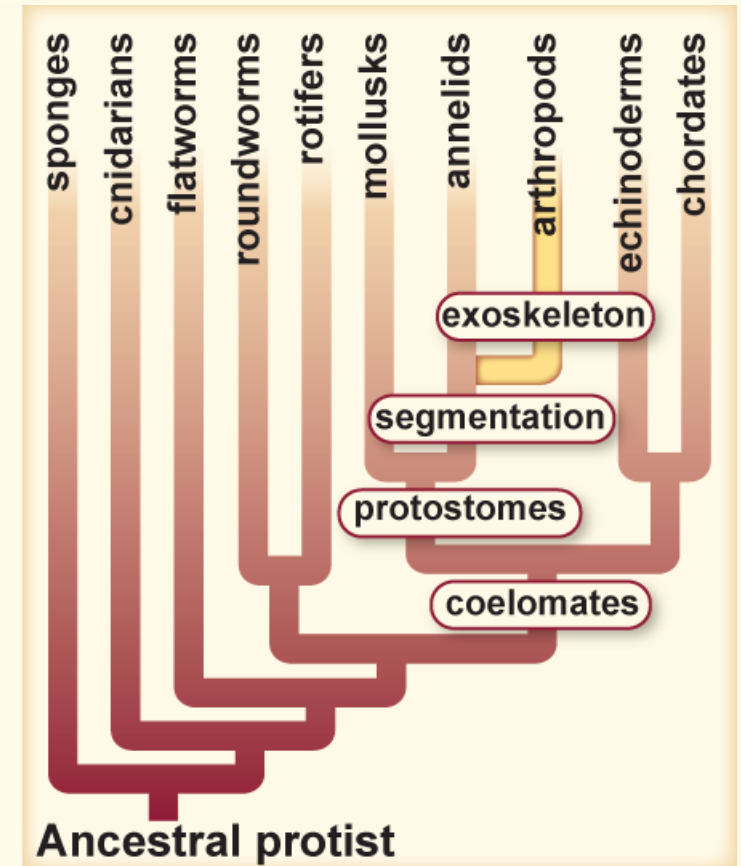 sponges
cnidarians
flatworms
roundworms
rotifers
mollusks
annelids
arthropods
echinoderms
chordates
exoskeleton
segmentation
protostomes
coelomates
Ancestral protist